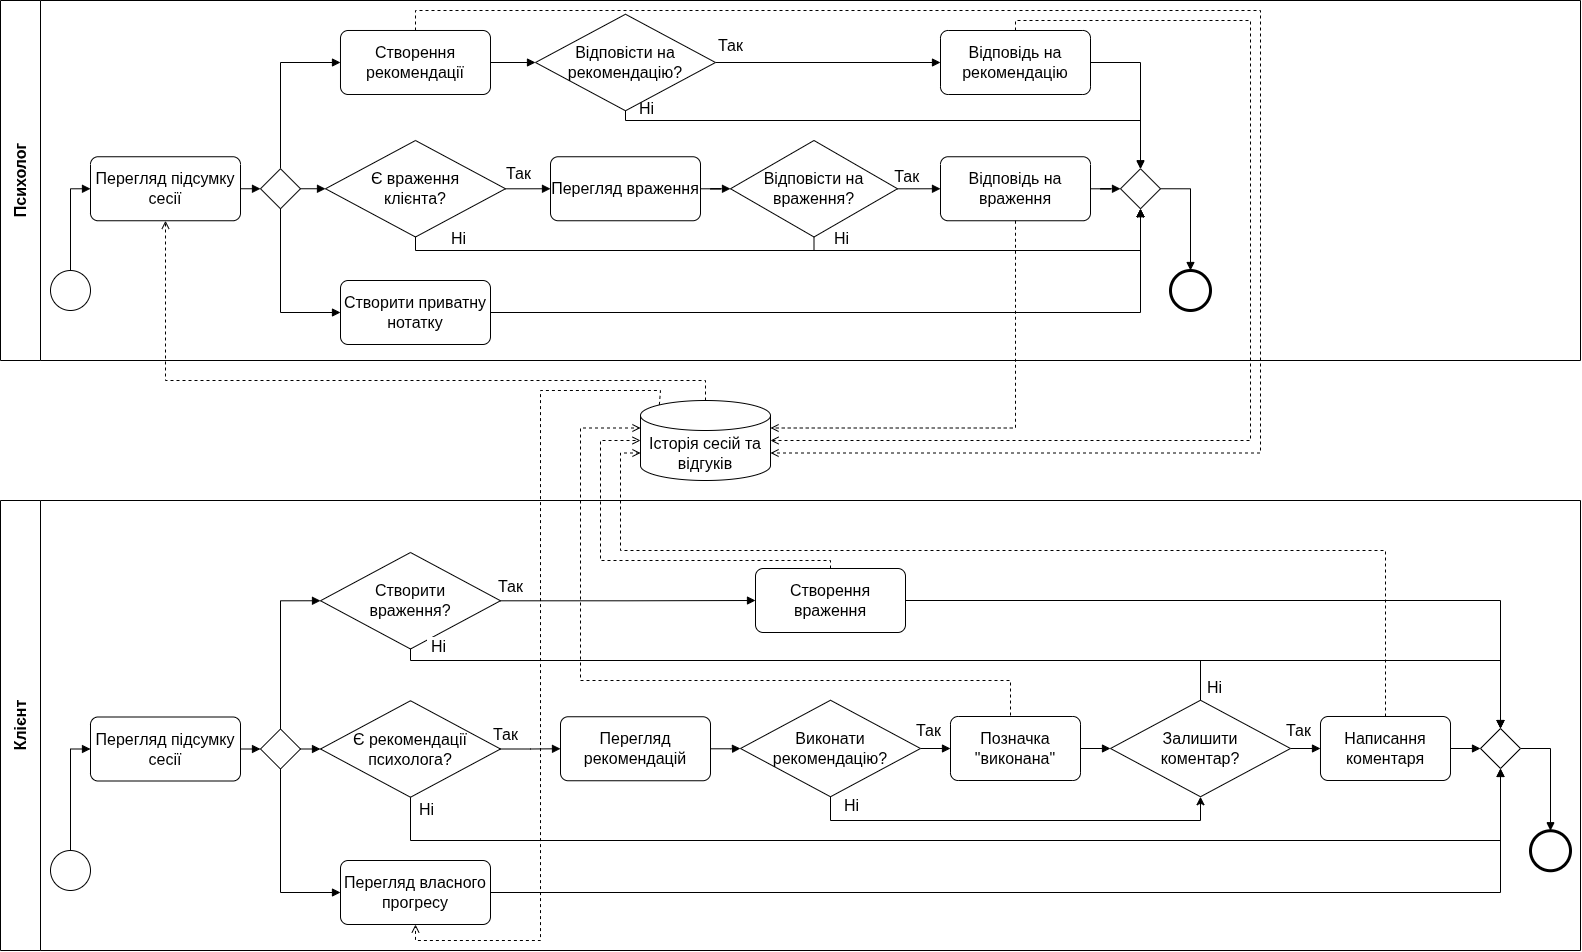 Психолог
Створення
рекомендації
Відповісти на
рекомендацію?
Так
Ні
Відповідь на
рекомендацію
Перегляд підсумку
сесії
Є враження
клієнта?
Так
Ні
Перегляд враження
Відповісти на
враження?
Так
Ні
Відповідь на
враження
Створити приватну
нотатку
Історія сесій та
відгуків
Клієнт
Створити
враження?
Так
Ні
Створення
враження
Перегляд підсумку
сесії
Є рекомендації
психолога?
Так
Ні
Перегляд
рекомендацій
Виконати
рекомендацію?
Так
Ні
Позначка
"виконана"
Залишити
коментар?
Ні
Так
Написання
коментаря
Перегляд власного
прогресу